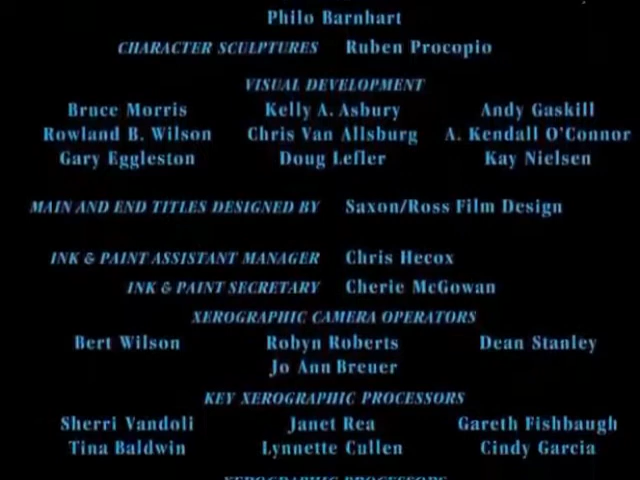 Philo Barnhart
CHARACTER SCULPTURES Ruben Procopio
VISUAL DEVELOPMENT
Bruce Morris Kelly A. Asbury Andy Gaskill
Rowland B. Wilson Chris Van Allsburg A. Kendall O'Connor
Gary Eggleston Doug Lefler Kay Nielsen
MAIN AND END TITLES DESIGNED BY Saxon/Ross Film Design
INK & PAINT ASSISTANT MANAGER Chris Hecox
INK & PAINT SECRETARY Cherie McGowan
XEROGRAPHIC CAMERA OPERATORS
Bert Wilson Robyn Roberts Dean Stanley
Jo Ann Breuer
KEY XEROGRAPHIC PROCESSORS
Sherri Vandoli Janet Rea Gareth Fishbaugh
Tina Baldwin Lynnette Cullen Cindy Garcia
XEROGRAPHIC PROCESSORS